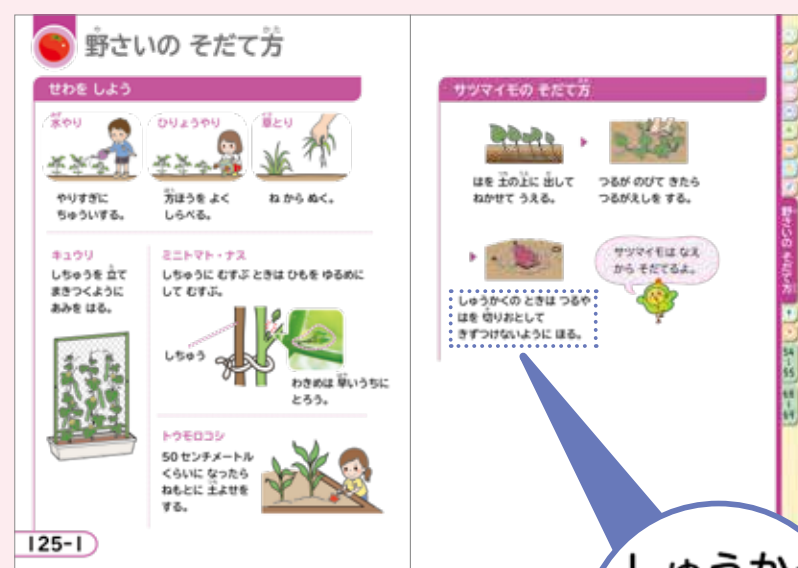 野さいの そだて方
せわを しよう
水やり
やりすぎに
ちゅういする。
ひりょうやり
方ほうを よく
しらべる。
草とり
ね から ぬく。
キュウリ
しちゅうを 立て
まきつくように
あみを はる。
ミニトマト・ナス
しちゅうに むすぶ ときは ひもを ゆるめに
して むすぶ。
しちゅう
わきめは 早いうちに
とろう。
トウモロコシ
50センチメートル
くらいに なったら
ねもとに 土よせを
する。
125-1
サツマイモの そだて方
はを 土の上に 出して
ねかせて うえる。
つるが のびて きたら
つるがえしを する。
しゅうかくの ときは つるや
はを 切りおとして
きずつけないように ほる。
サツマイモは なえ
から そだてるよ。
野さいの そだて方
54
55
68
69
しゅうか